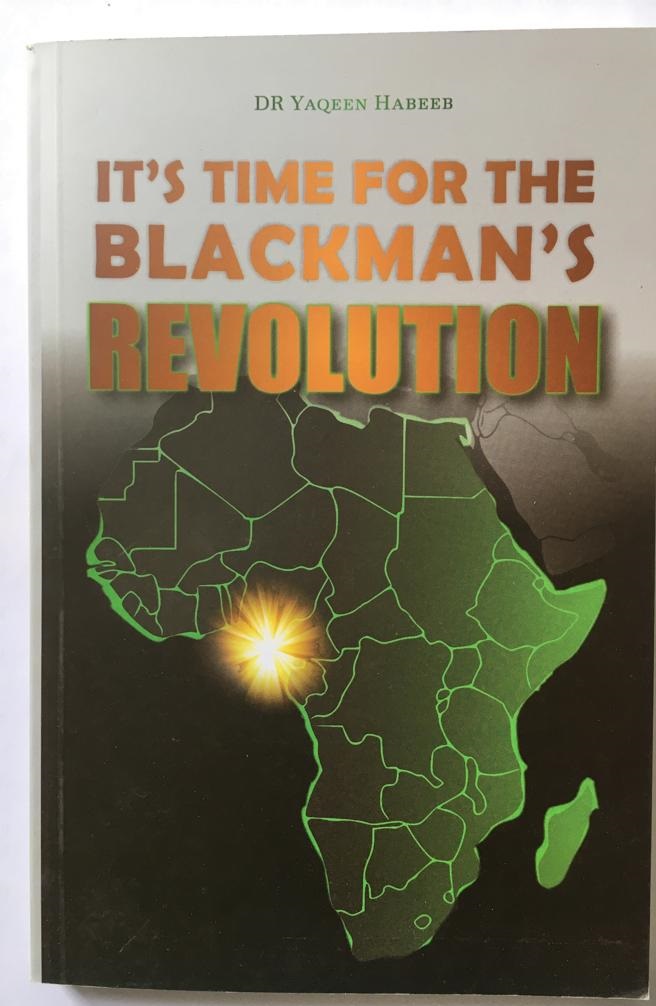 DR YAQEEN HABEEB
IT'S TIME FOR THE
BLACKMAN'S
REVOLUTION